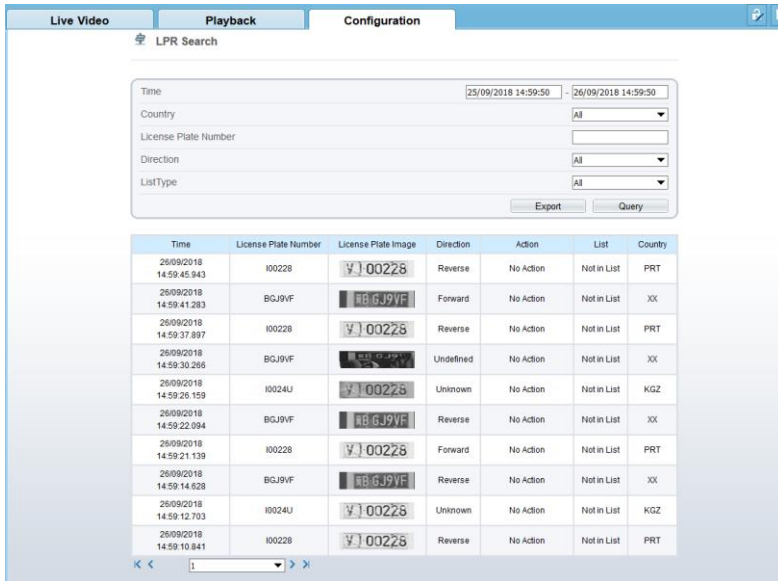 Live Video Playback Configuration
LPR Search
Time 25/09/2018 14:59:50 - 26/09/2018 14:59:50
Country All
License Plate Number
Direction All
ListType All
Export Query
Time License Plate Number License Plate Image Direction Action List Country
26/09/2018
14:59:45.943 I00228 00228 Reverse No Action Not in List PRT
26/09/2018
14:59:41.283 BGJ9VF B GJ9VF Forward No Action Not in List XX
26/09/2018
14:59:37.897 I00228 00228 Reverse No Action Not in List PRT
26/09/2018
14:59:30.266 BGJ9VF Undefined No Action Not in List XX
26/09/2018
14:59:26.159 I0024U 00228 Unknown No Action Not in List KGZ
26/09/2018
14:59:22.094 BGJ9VF B GJ9VF Reverse No Action Not in List XX
26/09/2018
14:59:21.139 I00228 00228 Forward No Action Not in List PRT
26/09/2018
14:59:14.628 BGJ9VF B GJ9VF Reverse No Action Not in List XX
26/09/2018
14:59:12.703 I0024U 00228 Unknown No Action Not in List KGZ
26/09/2018
14:59:10.841 I00228 00228 Reverse No Action Not in List PRT
1